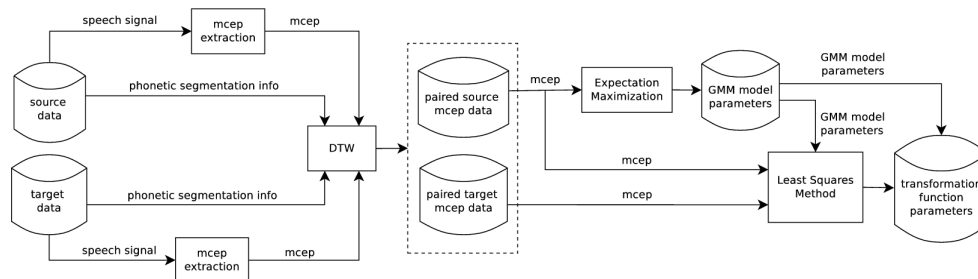 speech signal
mcep
extraction
mcep
source
data
phonetic segmentation info
DTW
target
data
phonetic segmentation info
speech signal
mcep
extraction
mcep
paired source
mcep data
paired target
mcep data
mcep
Expectation
Maximization
GMM model
parameters
GMM model
parameters
GMM model
parameters
mcep
mcep
Least Squares
Method
transformation
function
parameters